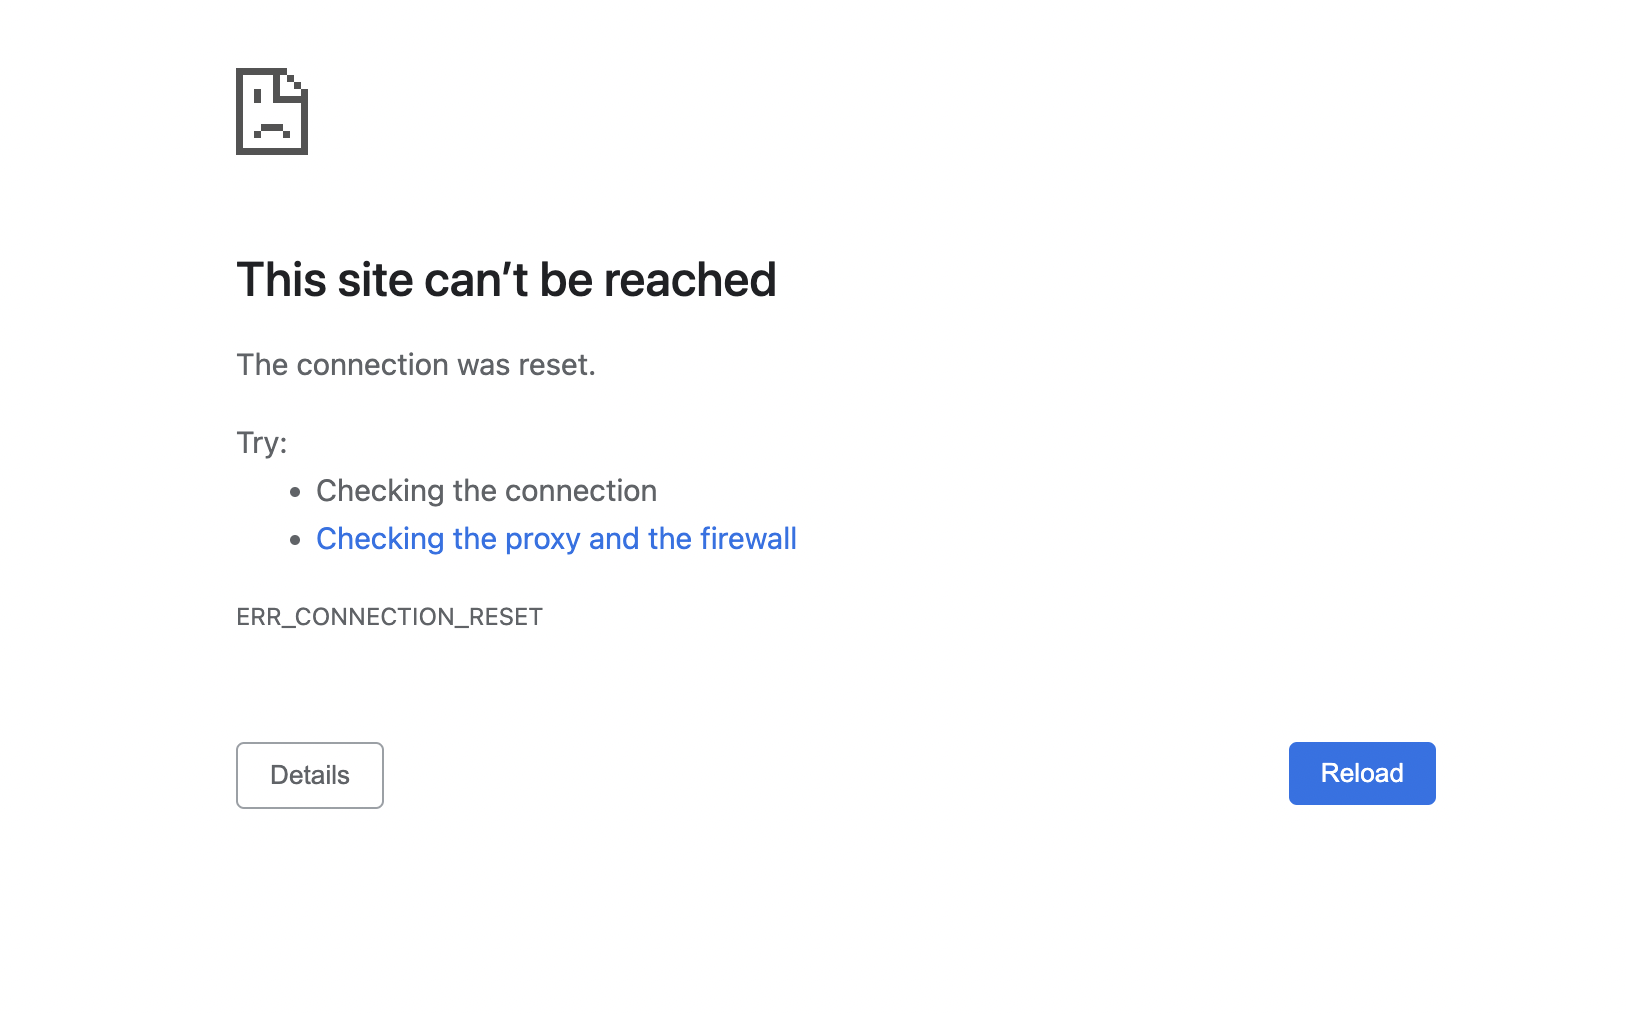 This site can’t be reached
The connection was reset.
Try:
• Checking the connection
• Checking the proxy and the firewall
ERR_CONNECTION_RESET
Details
Reload